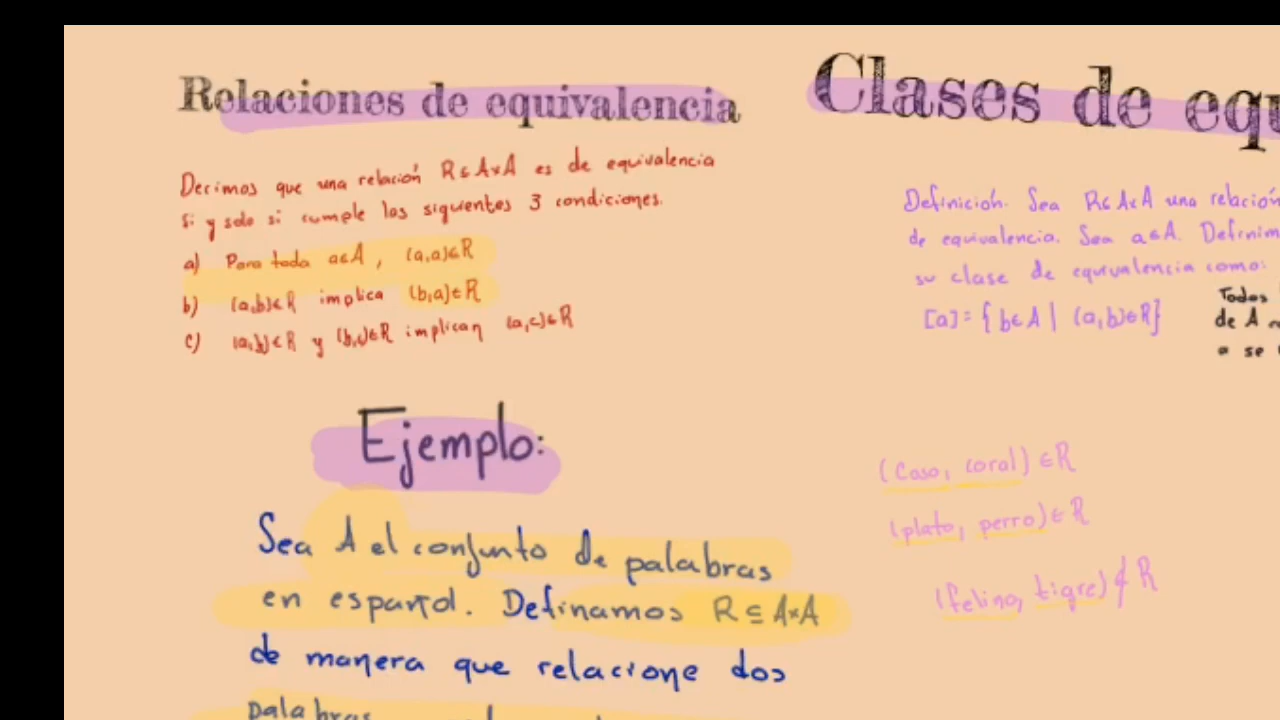 Relaciones de equivalencia
Decimos que una relación R⊆A×A es de equivalencia
si y solo si cumple las siguientes 3 condiciones.
a) Para toda a∈A, (a,a)∈R
b) (a,b)∈R implica (b,a)∈R
c) (a,b)∈R y (b,c)∈R implican (a,c)∈R
Ejemplo:
Sea A el conjunto de palabras
en español. Definamos R⊆A×A
de manera que relacione dos
palabras
Clases de equ
Definición. Sea R⊆A×A una relación
de equivalencia. Sea a∈A. Definim
su clase de equivalencia como:
[a]={b∈A | (a,b)∈R}
Todos
de A
a se
(Casa, coral)∈R
(plato, perro)∈R
(felino, tigre)∉R